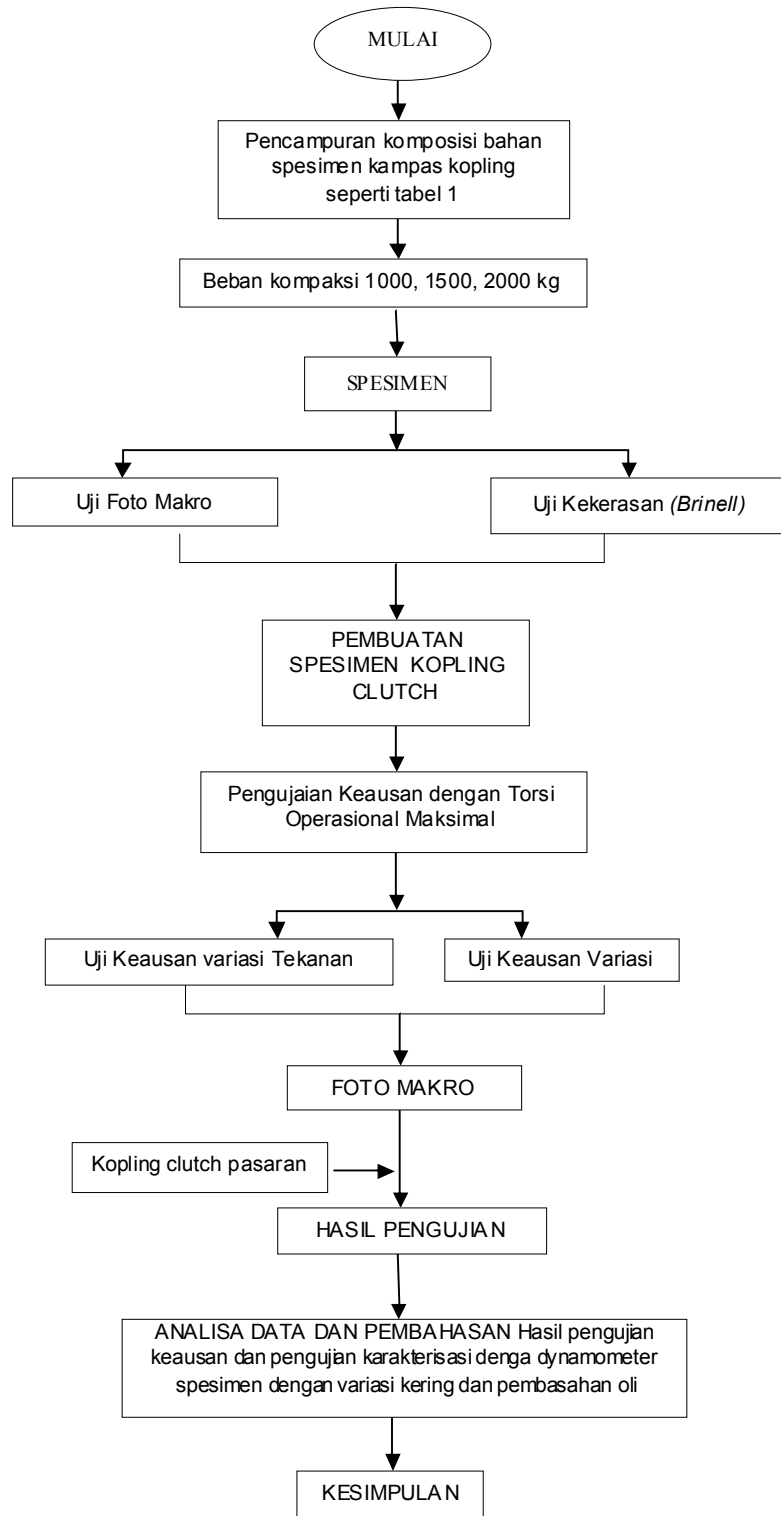 MULAI
Pencampuran komposisi bahan
spesimen kampas kopling
seperti tabel 1
Beban kompaksi 1000, 1500, 2000 kg
SPESIMEN
Uji Foto Makro
Uji Kekerasan (Brinell)
PEMBUATAN
SPESIMEN KOPLING
CLUTCH
Pengujaian Keausan dengan Torsi
Operasional Maksimal
Uji Keausan variasi Tekanan
Uji Keausan Variasi
FOTO MAKRO
Kopling clutch pasaran
HASIL PENGUJIAN
ANALISA DATA DAN PEMBAHASAN Hasil pengujian
keausan dan pengujian karakterisasi denga dynamometer
spesimen dengan variasi kering dan pembasahan oli
KESIMPULAN